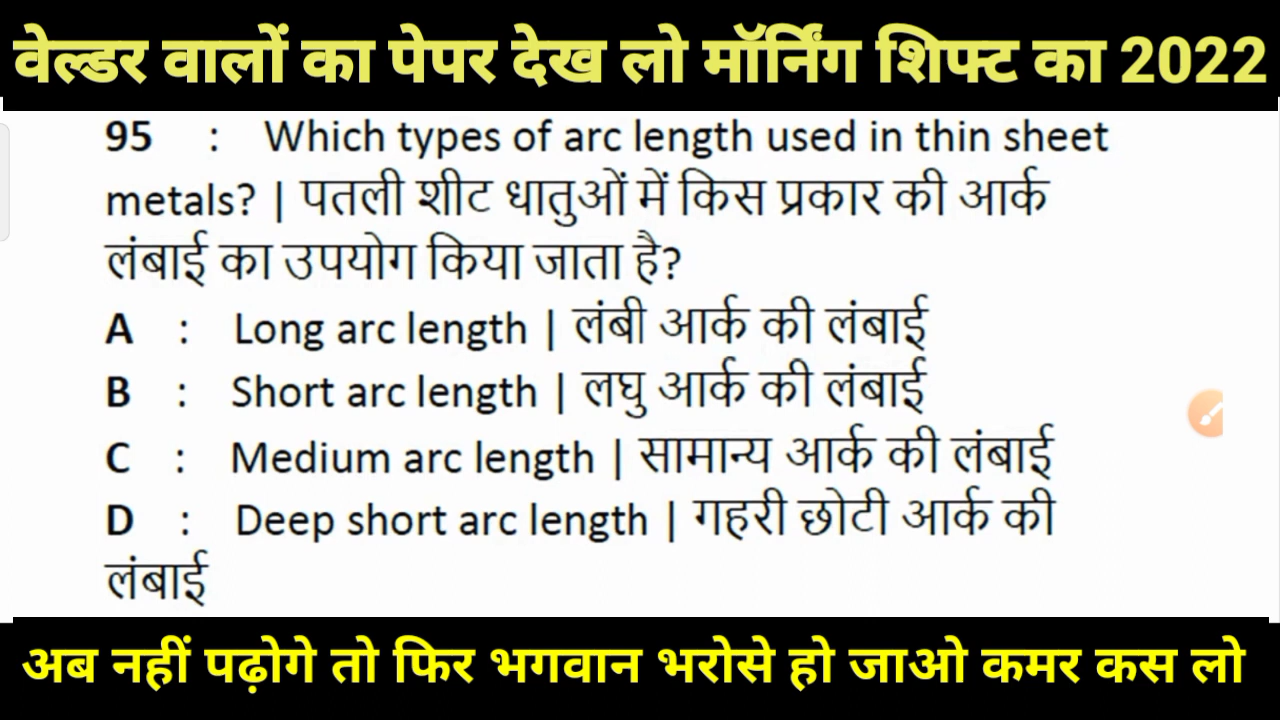 वेल्डर वालों का पेपर देख लो मॉर्निंग शिफ्ट का 2022
95 : Which types of arc length used in thin sheet
metals? | पतली शीट धातुओं में किस प्रकार की आर्क
लंबाई का उपयोग किया जाता है?
A : Long arc length | लंबी आर्क की लंबाई
B : Short arc length | लघु आर्क की लंबाई
C : Medium arc length | सामान्य आर्क की लंबाई
D : Deep short arc length | गहरी छोटी आर्क की
लंबाई
अब नहीं पढ़ोगे तो फिर भगवान भरोसे हो जाओ कमर कस लो